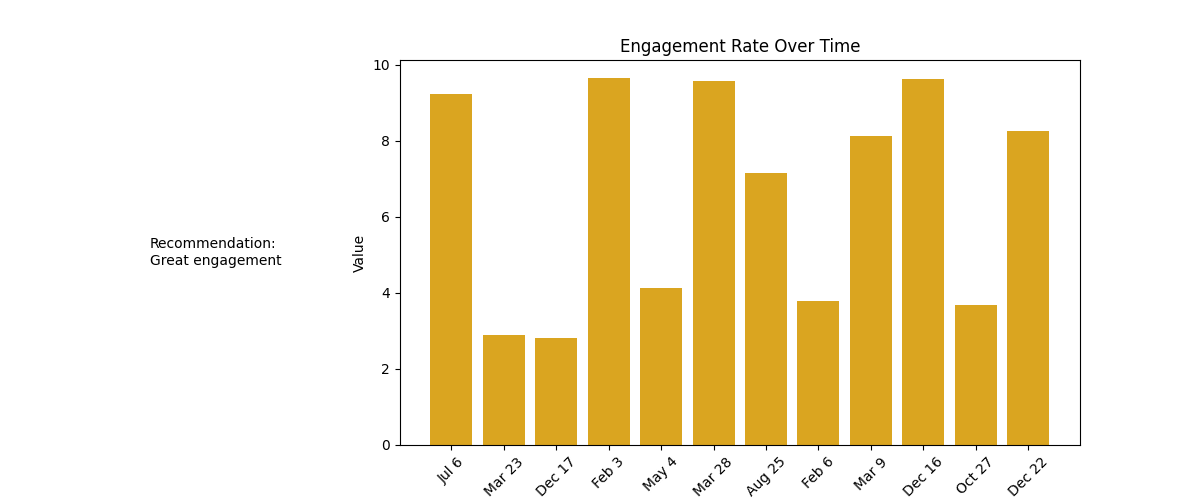 Engagement Rate Over Time
Recommendation:
Great engagement
Value
10
8
6
4
2
0
Jul 6
Mar 23
Dec 17
Feb 3
May 4
Mar 28
Aug 25
Feb 6
Mar 9
Dec 16
Oct 27
Dec 22